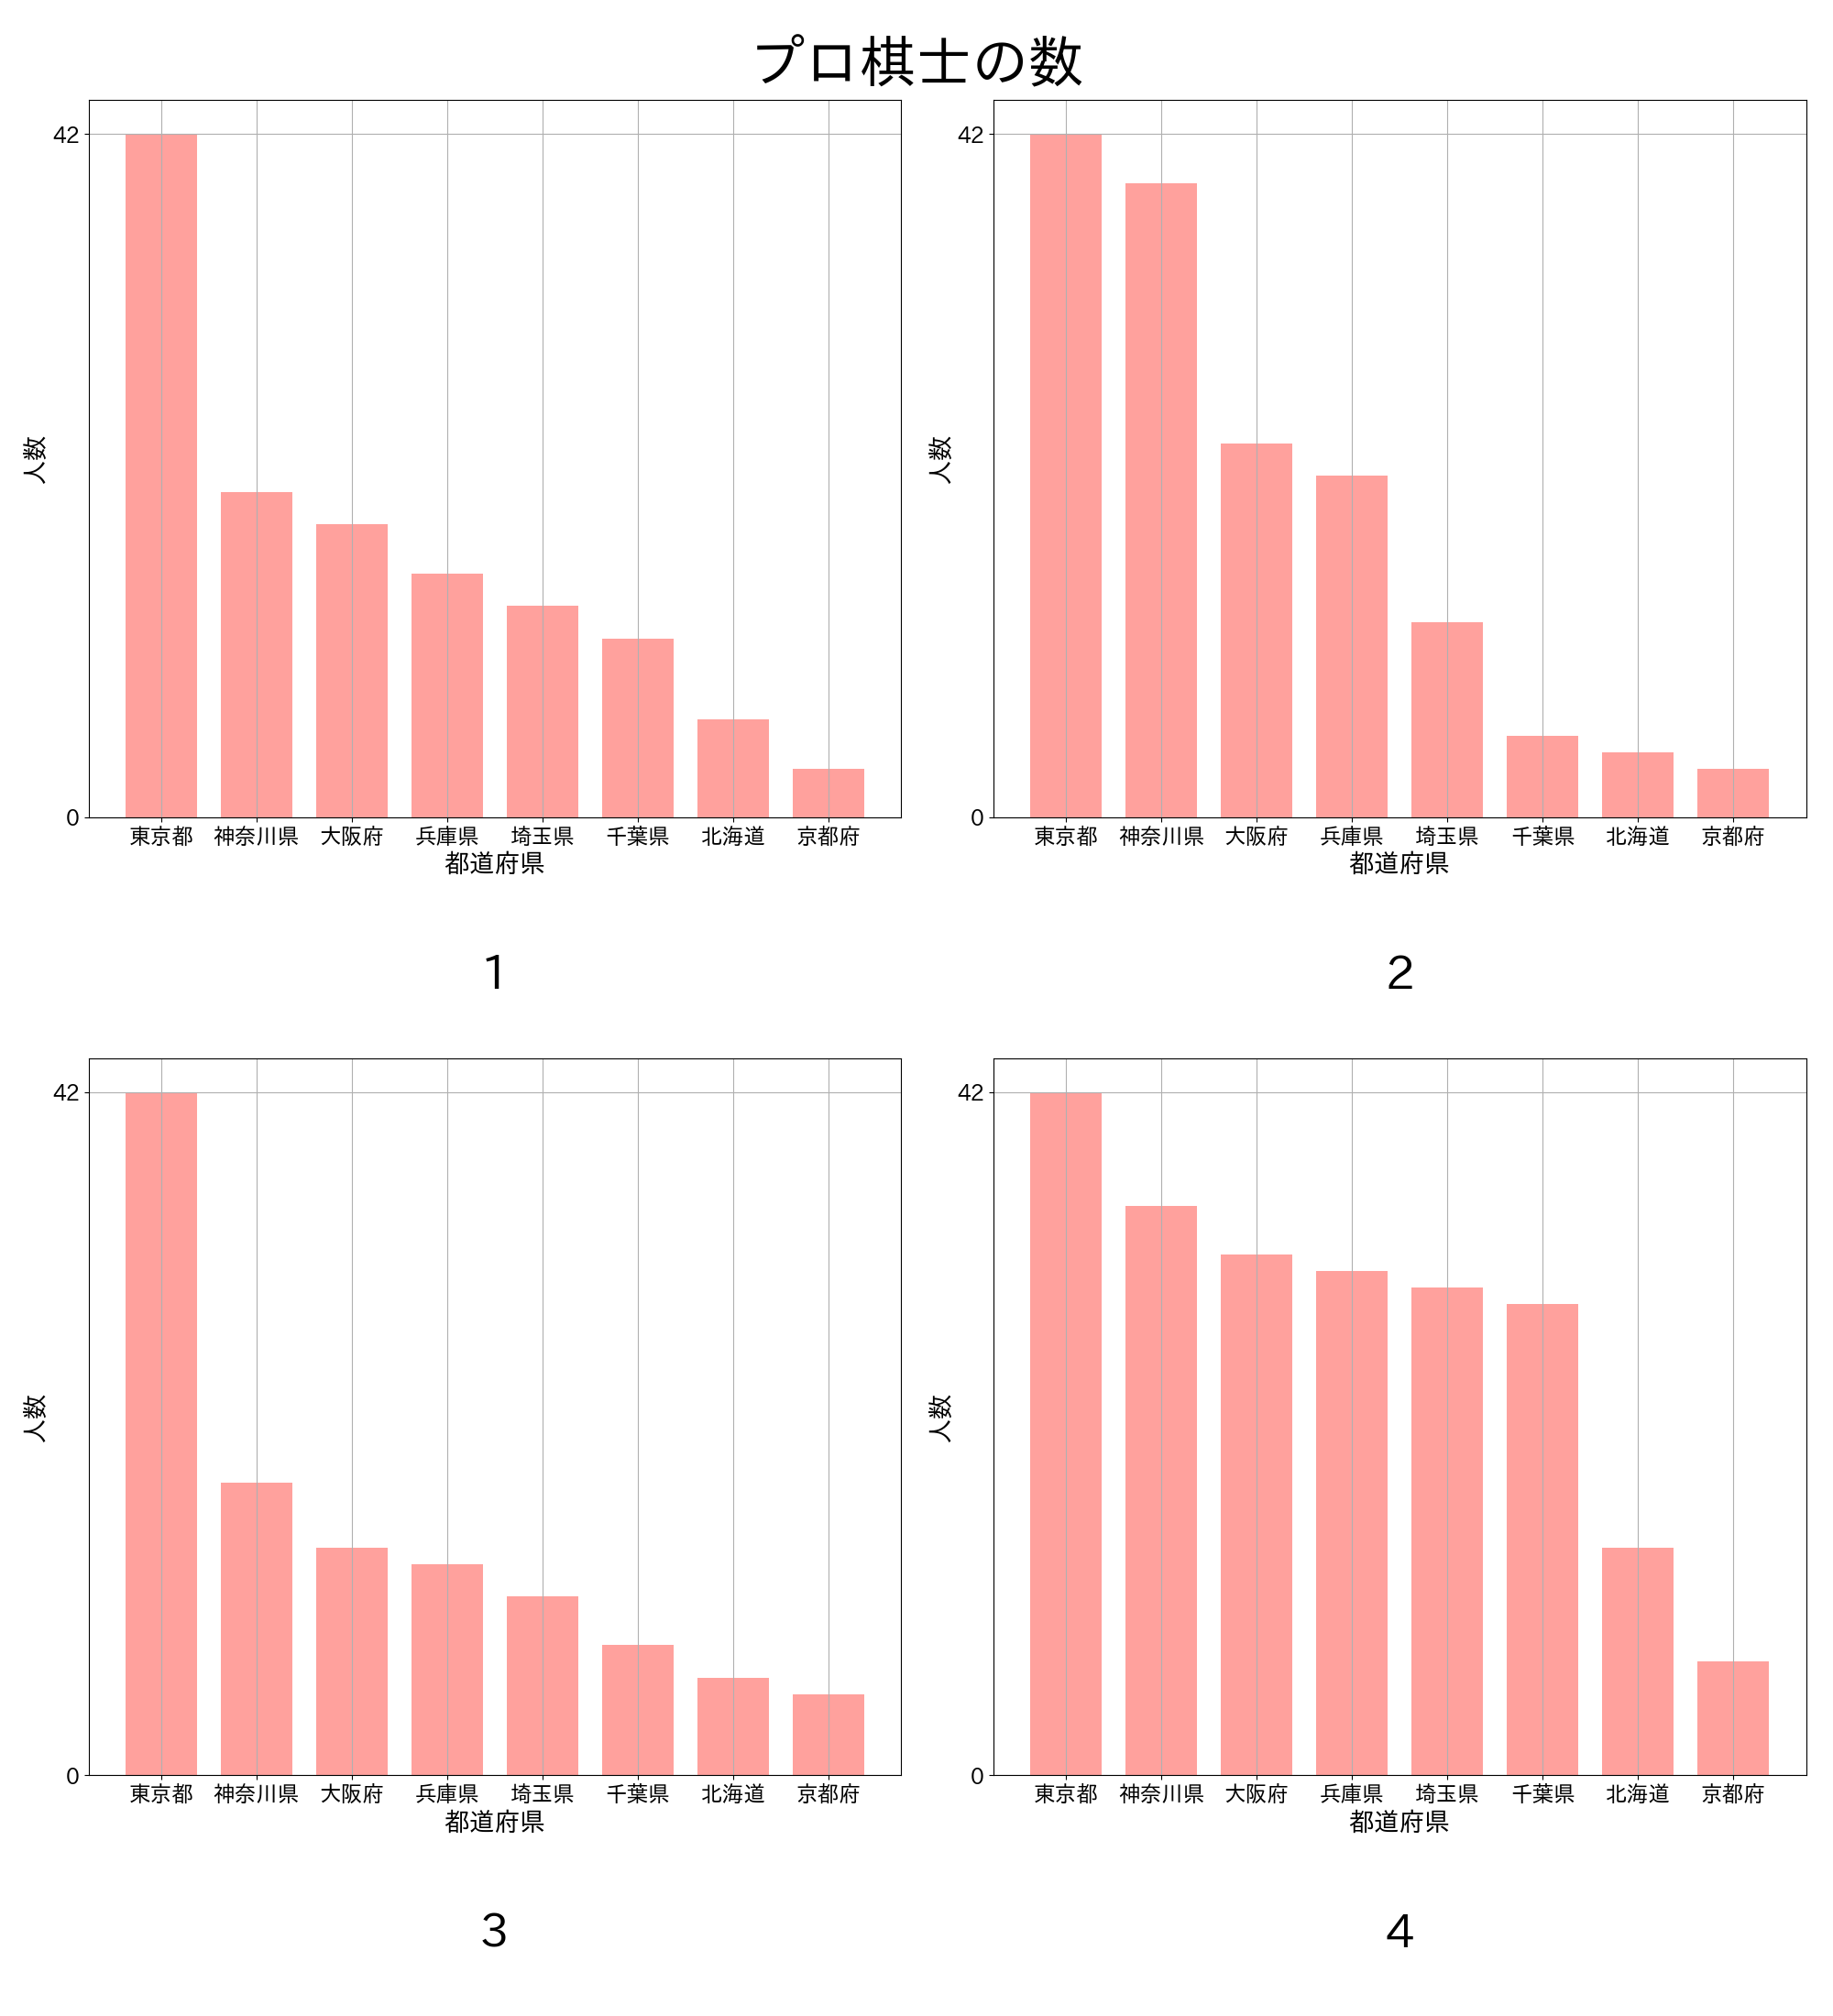 プロ棋士の数
42
0
人数
東京都 神奈川県 大阪府 兵庫県 埼玉県 千葉県 北海道 京都府
都道府県
1
42
0
人数
東京都 神奈川県 大阪府 兵庫県 埼玉県 千葉県 北海道 京都府
都道府県
2
42
0
人数
東京都 神奈川県 大阪府 兵庫県 埼玉県 千葉県 北海道 京都府
都道府県
3
42
0
人数
東京都 神奈川県 大阪府 兵庫県 埼玉県 千葉県 北海道 京都府
都道府県
4